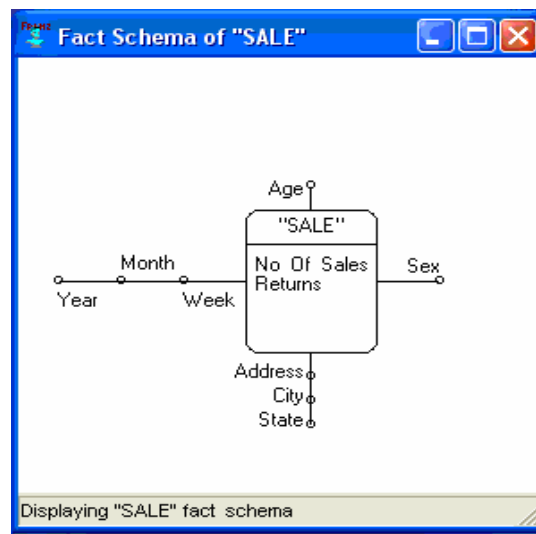 Fact Schema of "SALE"
Age
"SALE"
No Of Sales
Returns
Month
Sex
Year
Week
Address
City
State
Displaying "SALE" fact schema